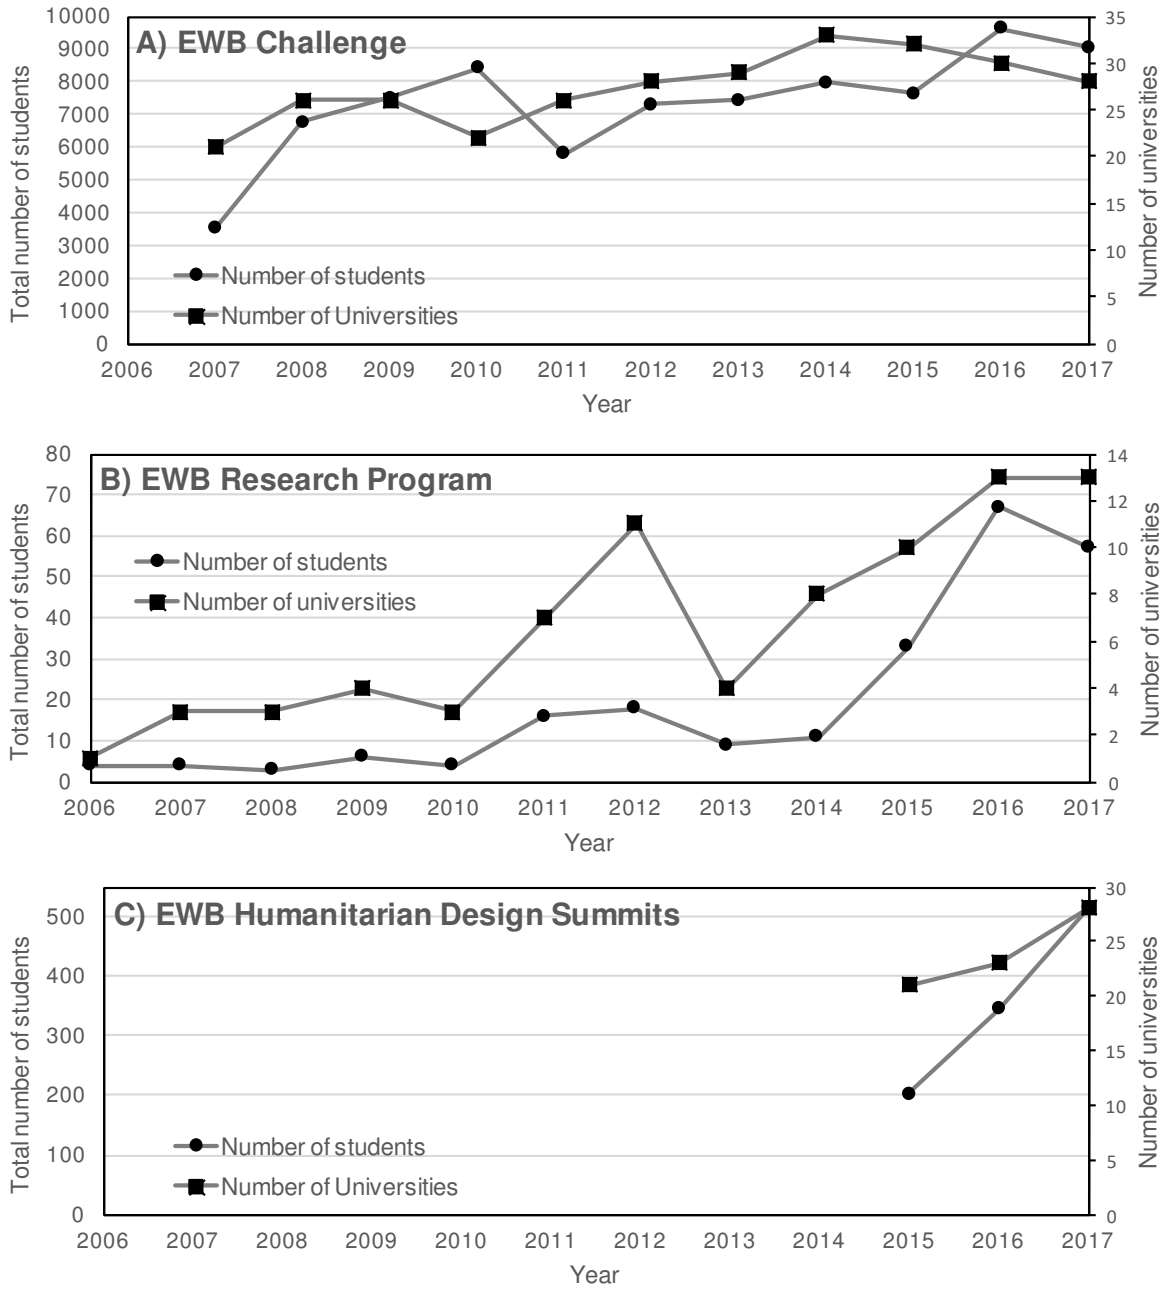 A) EWB Challenge
Total number of students
10000
9000
8000
7000
6000
5000
4000
3000
2000
1000
0
Number of students
Number of Universities
35
30
25
20
15
10
5
0
Number of universities
2006 2007 2008 2009 2010 2011 2012 2013 2014 2015 2016 2017
Year
B) EWB Research Program
Total number of students
80
70
60
50
40
30
20
10
0
Number of students
Number of universities
14
12
10
8
6
4
2
0
Number of universities
2006 2007 2008 2009 2010 2011 2012 2013 2014 2015 2016 2017
Year
C) EWB Humanitarian Design Summits
Total number of students
500
400
300
200
100
0
Number of students
Number of Universities
30
25
20
15
10
5
0
Number of universities
2006 2007 2008 2009 2010 2011 2012 2013 2014 2015 2016 2017
Year